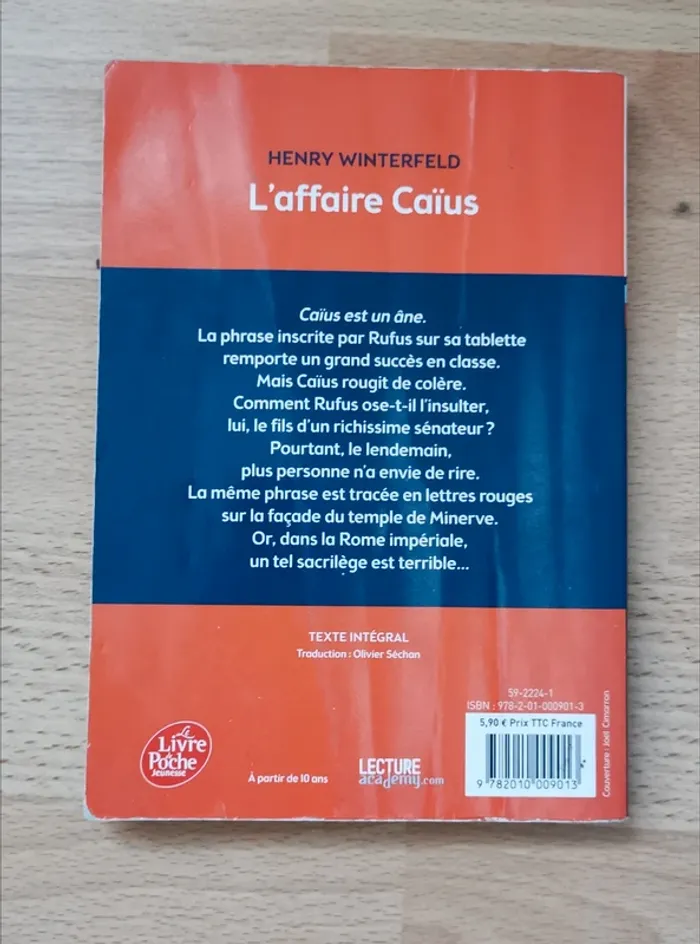 HENRY WINTERFELD
L'affaire Caïus
Caïus est un âne.
La phrase inscrite par Rufus sur sa tablette
remporte un grand succès en classe.
Mais Caïus rougit de colère.
Comment Rufus ose-t-il l'insulter,
lui, le fils d'un richissime sénateur ?
Pourtant, le lendemain,
plus personne n'a envie de rire.
La même phrase est tracée en lettres rouges
sur la façade du temple de Minerve.
Or, dans la Rome impériale,
un tel sacrilège est terrible...
TEXTE INTÉGRAL
Traduction : Olivier Séchan
Le
Livre
de
Poche
Jeunesse
À partir de 10 ans
LECTURE
academy.com
59-2224-1
ISBN : 978-2-01-000901-3
5,90 € Prix TTC France
9 782010 009013
Couverture : Joël Cimarron